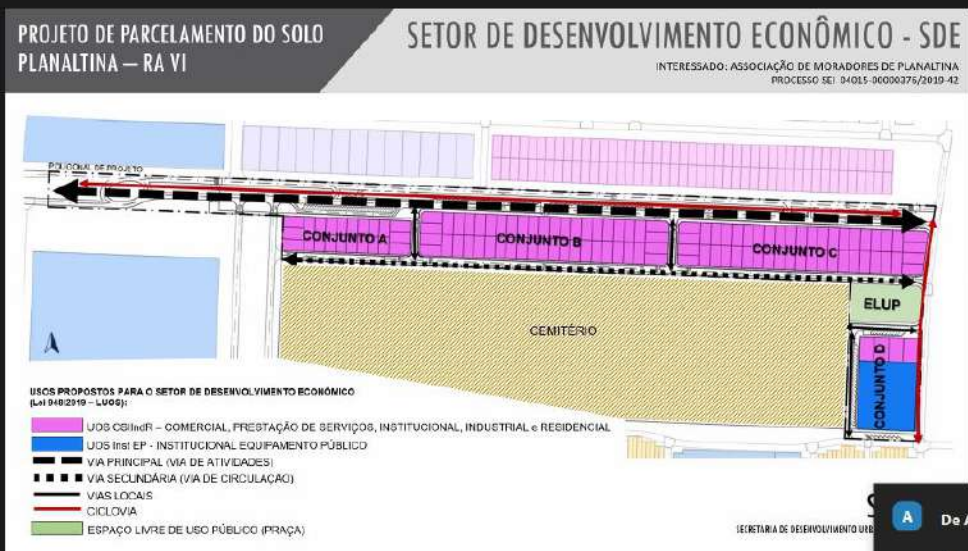 PROJETO DE PARCELAMENTO DO SOLO
PLANALTINA – RA VI
SETOR DE DESENVOLVIMENTO ECONÔMICO - SDE
INTERESSADO: ASSOCIAÇÃO DE MORADORES DE PLANALTINA
PROCESSO SEI 04015-00000376/2019-42
POLIGONAL DE PROJETO
CONJUNTO A
CONJUNTO B
CONJUNTO C
ELUP
CEMITÉRIO
CONJUNTO D
USOS PROPOSTOS PARA O SETOR DE DESENVOLVIMENTO ECONÔMICO
(Lei 948/2019 – LUOS):
UOS CSIIndR – COMERCIAL, PRESTAÇÃO DE SERVIÇOS, INSTITUCIONAL, INDUSTRIAL e RESIDENCIAL
UOS Inst EP - INSTITUCIONAL EQUIPAMENTO PÚBLICO
VIA PRINCIPAL (VIA DE ATIVIDADES)
VIA SECUNDÁRIA (VIA DE CIRCULAÇÃO)
VIAS LOCAIS
CICLOVIA
ESPAÇO LIVRE DE USO PÚBLICO (PRAÇA)
SECRETARIA DE DESENVOLVIMENTO
A De A